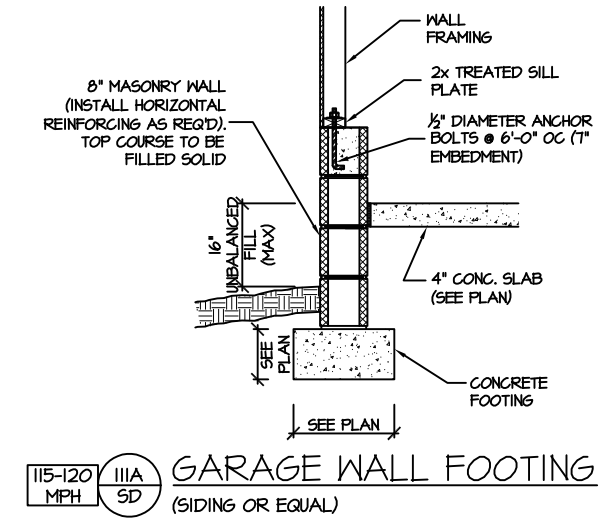 WALL
FRAMING
2x TREATED SILL
PLATE
½" DIAMETER ANCHOR
BOLTS @ 6'-0" OC (7"
EMBEDMENT)
8" MASONRY WALL
(INSTALL HORIZONTAL
REINFORCING AS REQ'D).
TOP COURSE TO BE
FILLED SOLID
16"
UNBALANCED
FILL
(MAX)
4" CONC. SLAB
(SEE PLAN)
SEE
PLAN
CONCRETE
FOOTING
SEE PLAN
115-120
MPH
111A
SD
GARAGE WALL FOOTING
(SIDING OR EQUAL)